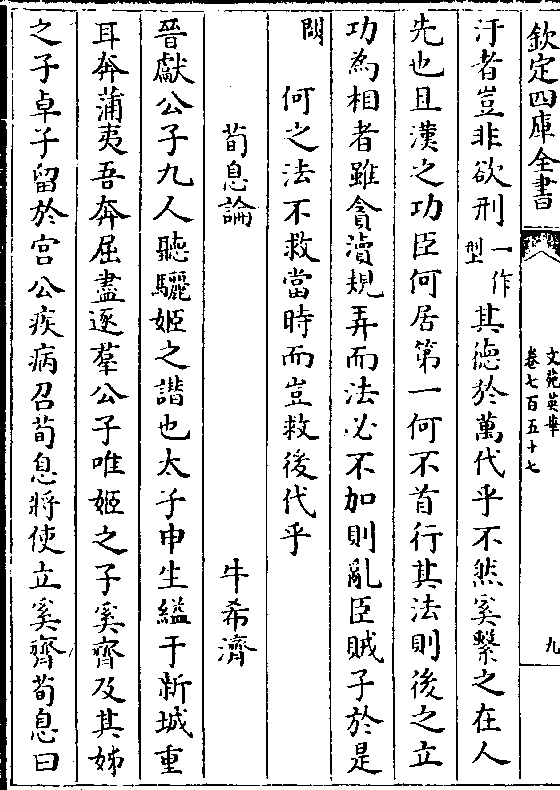 欽定四庫全書
文苑英華
卷七百五十七
九
汙者豈非欲刑一作型其德於萬代乎不然奚繫之在人
先也且漢之功臣何居第一何不首行其法則後之立
功為相者雖貪瀆規弄而法必不加則亂臣賊子於是
閧何之法不救當時而豈救後代乎
荀息論 牛希濟
晉獻公子九人聽驪姬之譖也太子申生縊于新城重
耳奔蒲夷吾奔屈盡逐羣公子唯姬之子奚齊及其姊
之子卓子留於宫公疾病召荀息將使立奚齊荀息曰